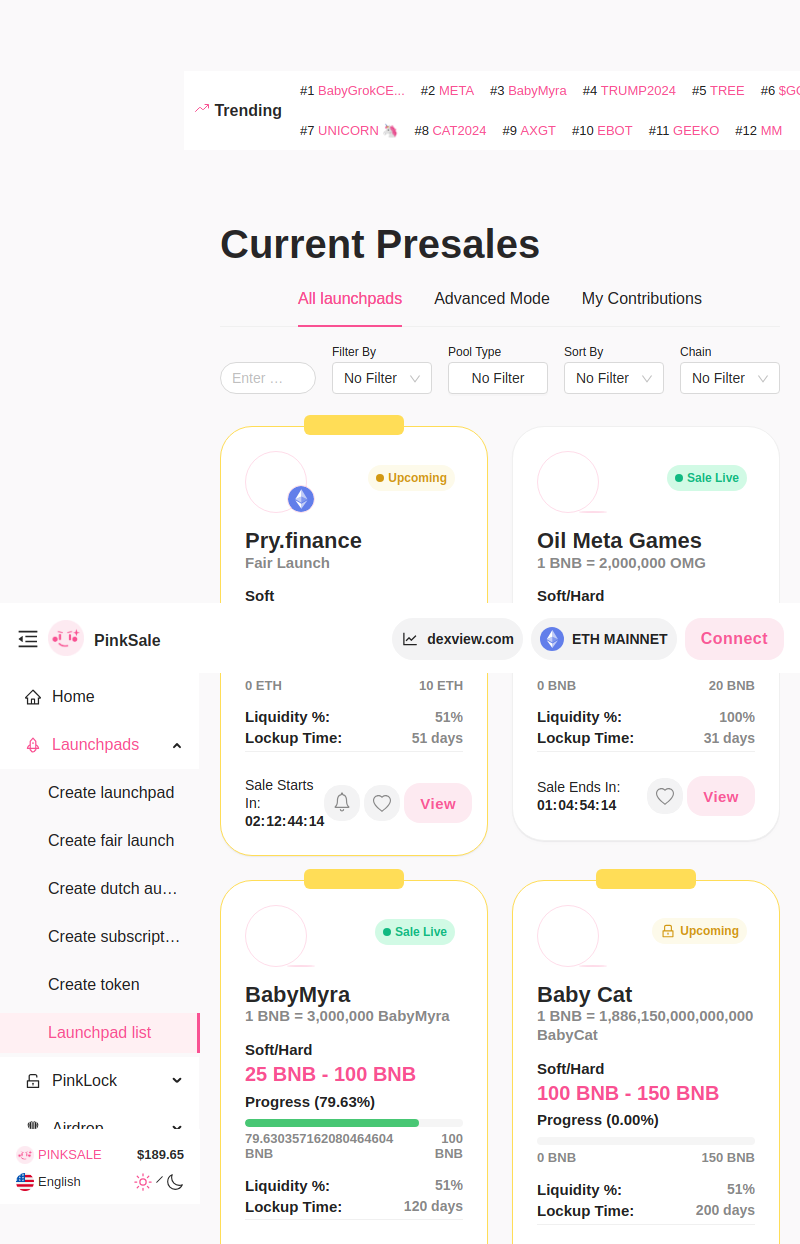 Trending
#1 BabyGrokCE... #2 META #3 BabyMyra #4 TRUMP2024 #5 TREE #6
#7 UNICORN 🦄 #8 CAT2024 #9 AXGT #10 EBOT #11 GEEKO #12 MM
Current Presales
All launchpads Advanced Mode My Contributions
Filter By Pool Type Sort By Chain
Enter … No Filter No Filter No Filter No Filter
Upcoming
Pry.finance
Fair Launch
Soft
Sale Live
Oil Meta Games
1 BNB = 2,000,000 OMG
Soft/Hard
PinkSale dexview.com ETH MAINNET Connect
Home
Launchpads
Create launchpad
Create fair launch
Create dutch au…
Create subscript…
Create token
Launchpad list
PinkLock
Airdrop
PINKSALE $189.65
English
0 ETH 10 ETH
Liquidity %: 51%
Lockup Time: 51 days
Sale Starts
In:
02:12:44:14
View
0 BNB 20 BNB
Liquidity %: 100%
Lockup Time: 31 days
Sale Ends In:
01:04:54:14
View
Sale Live
BabyMyra
1 BNB = 3,000,000 BabyMyra
Soft/Hard
25 BNB - 100 BNB
Progress (79.63%)
79.630357162080464604 100
BNB BNB
Liquidity %: 51%
Lockup Time: 120 days
Upcoming
Baby Cat
1 BNB = 1,886,150,000,000,000
BabyCat
Soft/Hard
100 BNB - 150 BNB
Progress (0.00%)
0 BNB 150 BNB
Liquidity %: 51%
Lockup Time: 200 days